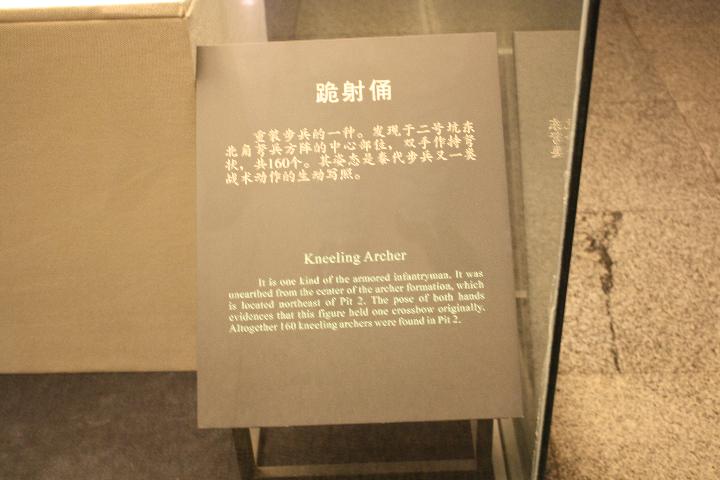 跪射俑
重装步兵的一种。发现于二号坑东
北角弩兵方阵的中心部位，双手作持弩
状，共160个。其姿态是秦代步兵又一类
战术动作的生动写照。
Kneeling Archer
It is one kind of the armored infantryman. It was
unearthed from the center of the archer formation, which
is located northeast of Pit 2. The pose of both hands
evidences that this figure held one crossbow originally.
Altogether 160 kneeling archers were found in Pit 2.